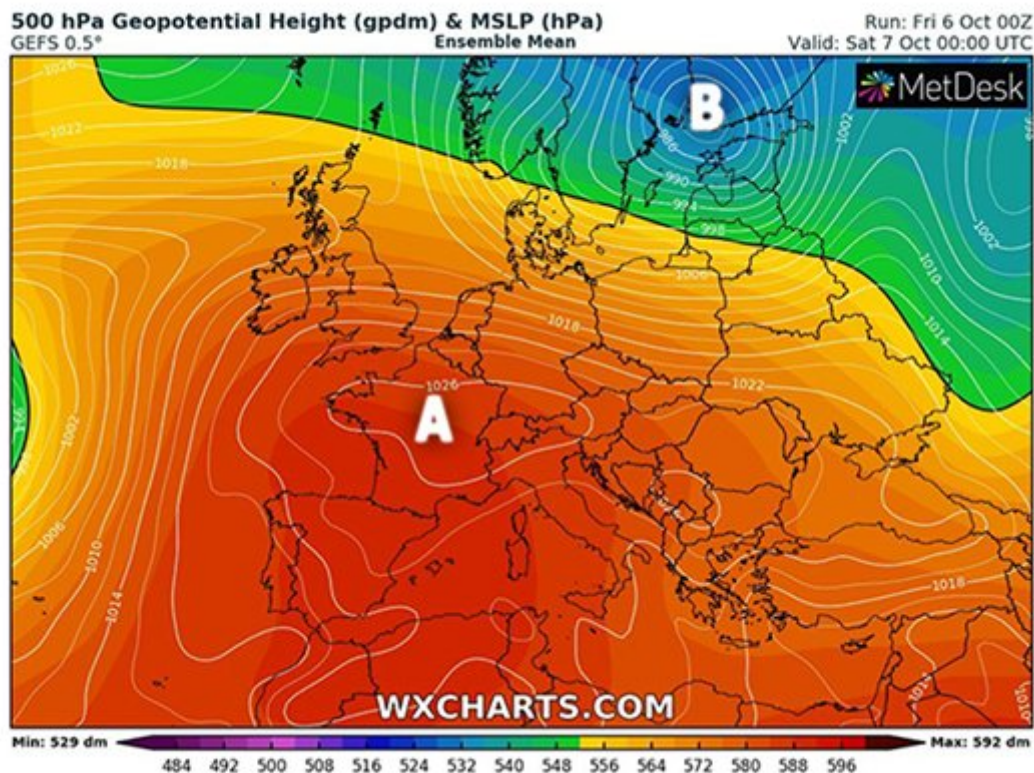 500 hPa Geopotential Height (gpdm) & MSLP (hPa)
Run: Fri 6 Oct 00Z
GEFS 0.5°
Ensemble Mean
Valid: Sat 7 Oct 00:00 UTC
MetDesk
1026
B
1002
1022
986
1018
990
994
998
1002
1006
1010
1018
1014
1026
1022
A
1002
1006
1010
1018
1014
1014
WXCHARTS.COM
Min: 529 dm
Max: 592 dm
484 492 500 508 516 524 532 540 548 556 564 572 580 588 596